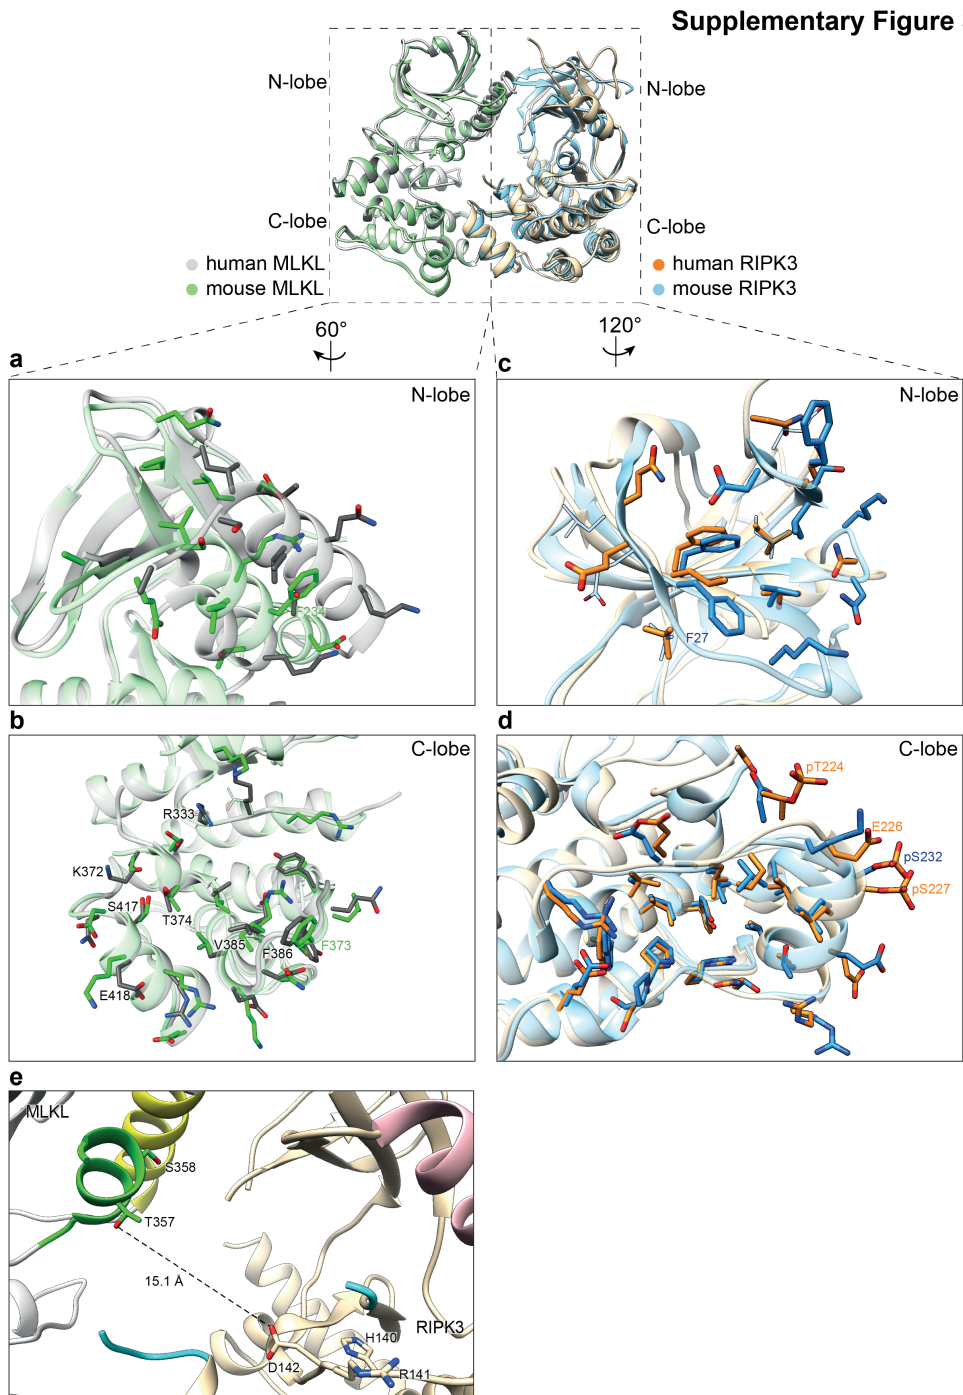 Supplementary Figure
N-lobe
N-lobe
C-lobe
C-lobe
human MLKL
mouse MLKL
human RIPK3
mouse RIPK3
60°
120°
a
N-lobe
F234
c
N-lobe
F27
b
C-lobe
R333
K372
S417
T374
V385
F386
F373
E418
d
C-lobe
pT224
E226
pS232
pS227
e
MLKL
S358
T357
15.1 Å
RIPK3
H140
D142
R141